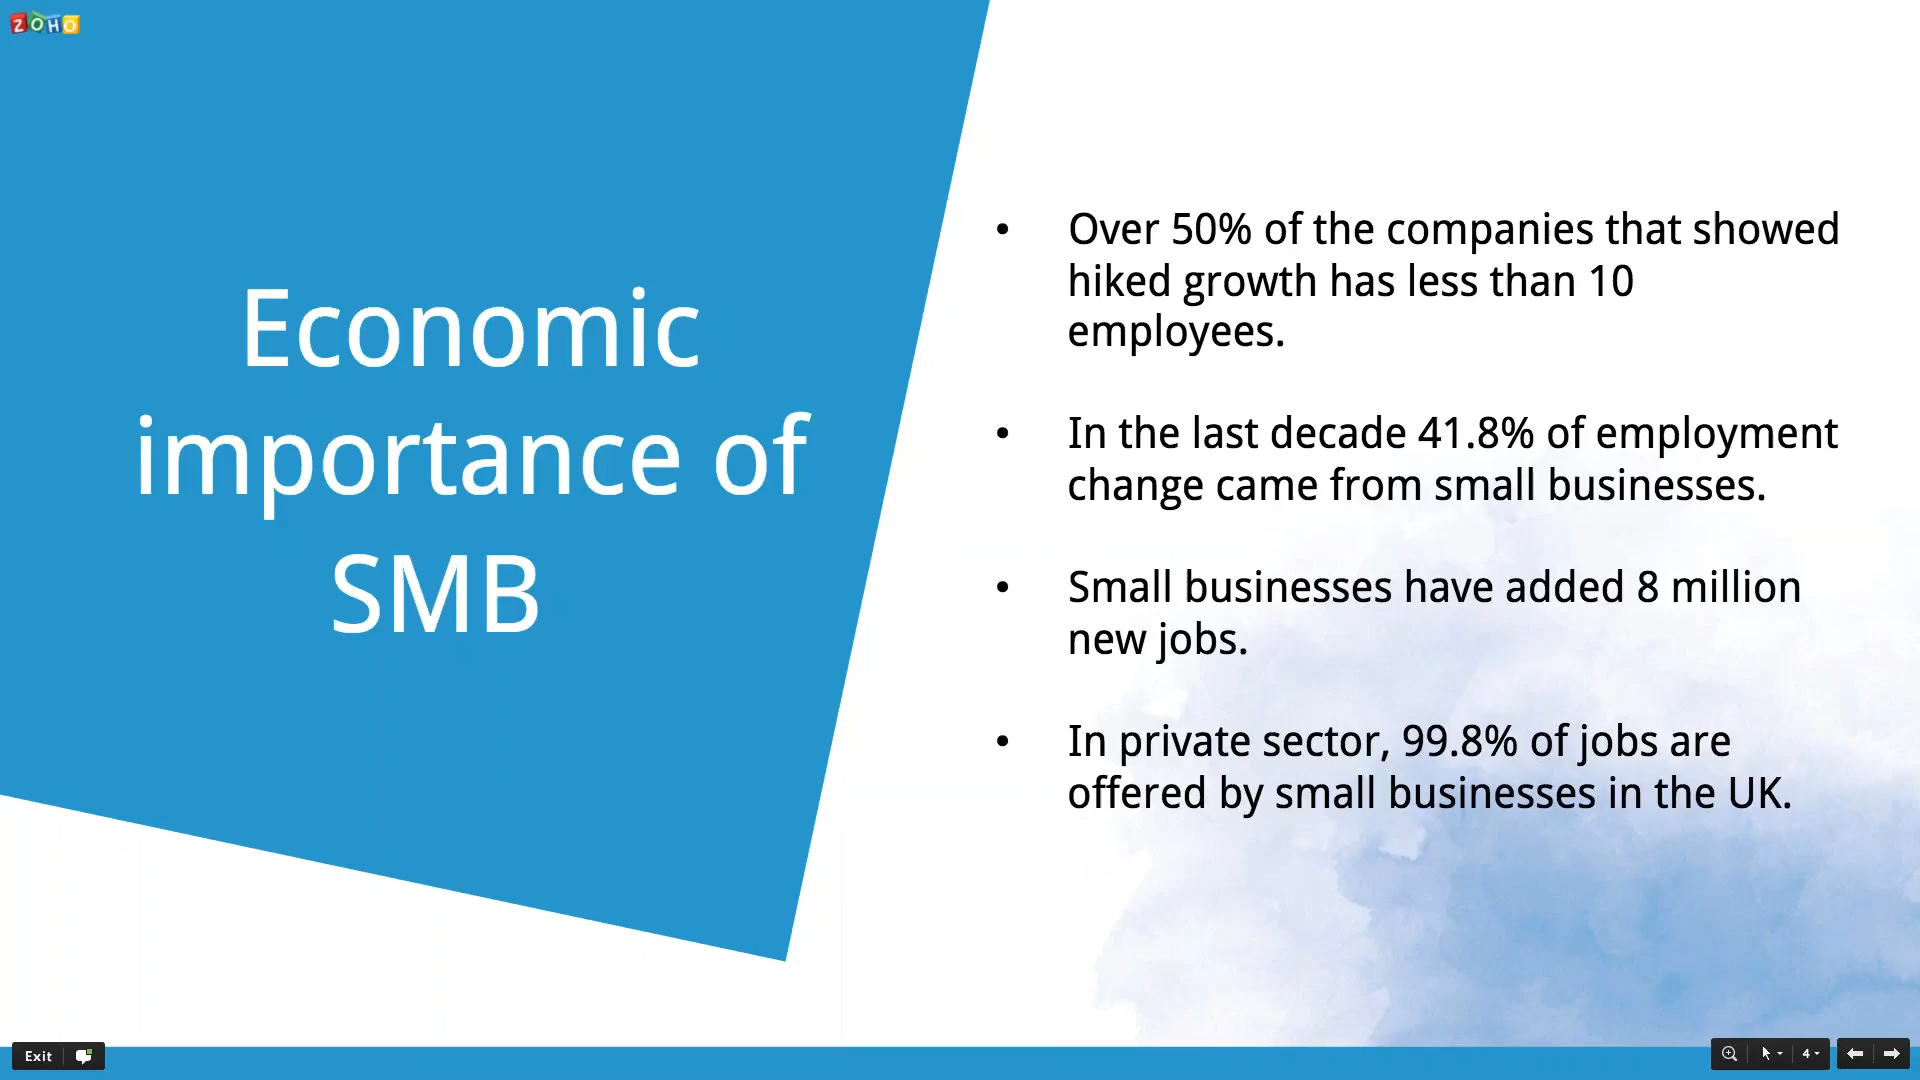 ZOHO
Economic
importance of
SMB
• Over 50% of the companies that showed
hiked growth has less than 10
employees.
• In the last decade 41.8% of employment
change came from small businesses.
• Small businesses have added 8 million
new jobs.
• In private sector, 99.8% of jobs are
offered by small businesses in the UK.
Exit
4